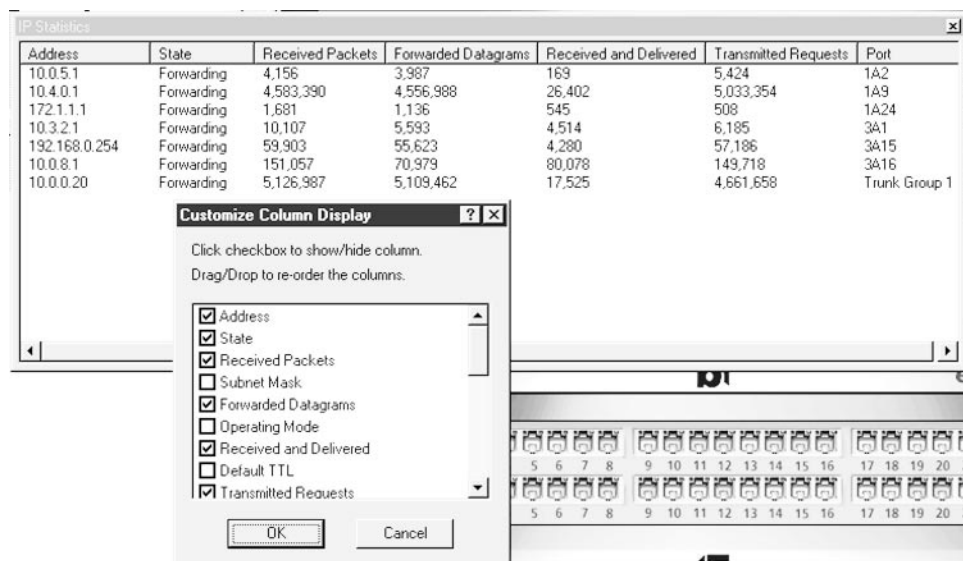 IP Statistics
Address State Received Packets Forwarded Datagrams Received and Delivered Transmitted Requests Port
10.0.5.1 Forwarding 4,156 3,987 169 5,424 1A2
10.4.0.1 Forwarding 4,583,390 4,556,988 26,402 5,033,354 1A9
172.1.1.1 Forwarding 1,681 1,136 545 508 1A24
10.3.2.1 Forwarding 10,107 5,593 4,514 6,185 3A1
192.168.0.254 Forwarding 59,903 55,623 4,280 57,186 3A15
10.0.8.1 Forwarding 151,057 70,979 80,078 149,718 3A16
10.0.0.20 Forwarding 5,126,987 5,109,462 17,525 4,661,658 Trunk Group 1
Customize Column Display
Click checkbox to show/hide column.
Drag/Drop to re-order the columns.
Address
State
Received Packets
Subnet Mask
Forwarded Datagrams
Operating Mode
Received and Delivered
Default TTL
Transmitted Requests
OK Cancel
5 6 7 8 9 10 11 12 13 14 15 16 17 18 19 20
5 6 7 8 9 10 11 12 13 14 15 16 17 18 19 20